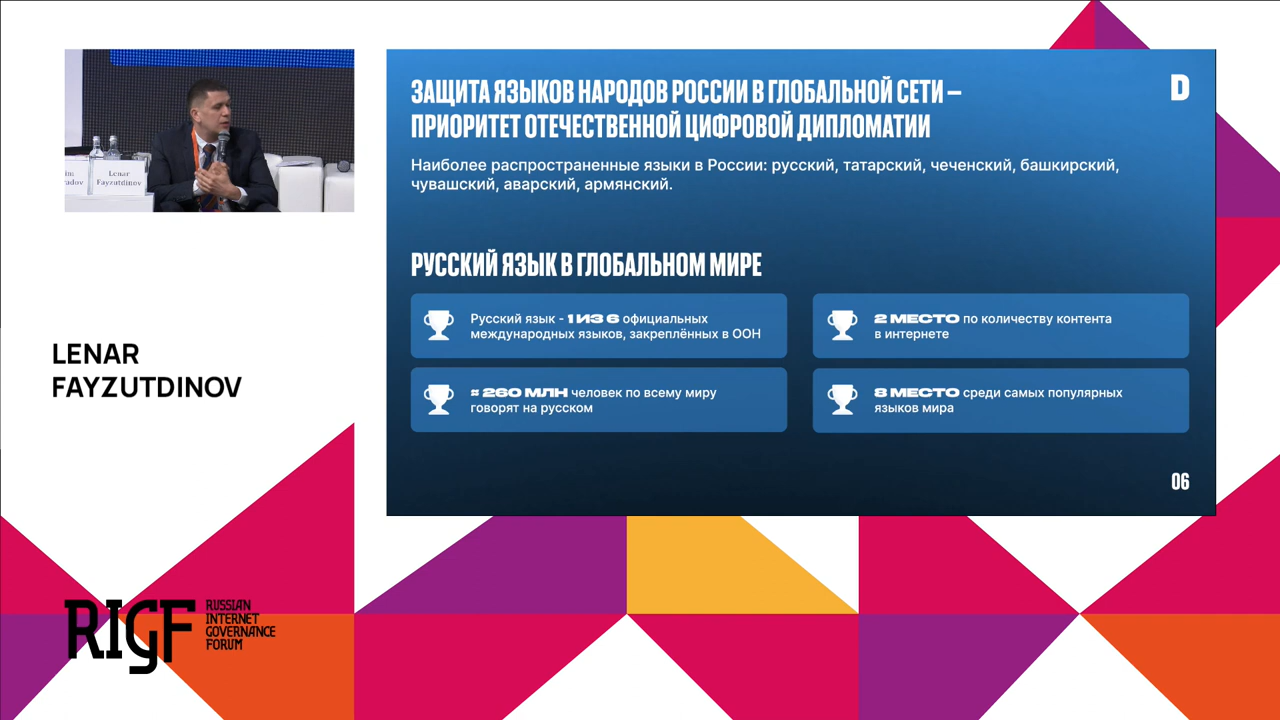 Lenar
Fayzutdinov
LENAR
FAYZUTDINOV
ЗАЩИТА ЯЗЫКОВ НАРОДОВ РОССИИ В ГЛОБАЛЬНОЙ СЕТИ –
ПРИОРИТЕТ ОТЕЧЕСТВЕННОЙ ЦИФРОВОЙ ДИПЛОМАТИИ
D
Наиболее распространенные языки в России: русский, татарский, чеченский, башкирский,
чувашский, аварский, армянский.
РУССКИЙ ЯЗЫК В ГЛОБАЛЬНОМ МИРЕ
Русский язык - 1 ИЗ 6 официальных
международных языков, закреплённых в ООН
2 МЕСТО по количеству контента
в интернете
≈ 260 МЛН человек по всему миру
говорят на русском
8 МЕСТО среди самых популярных
языков мира
06
RIGF
RUSSIAN
INTERNET
GOVERNANCE
FORUM